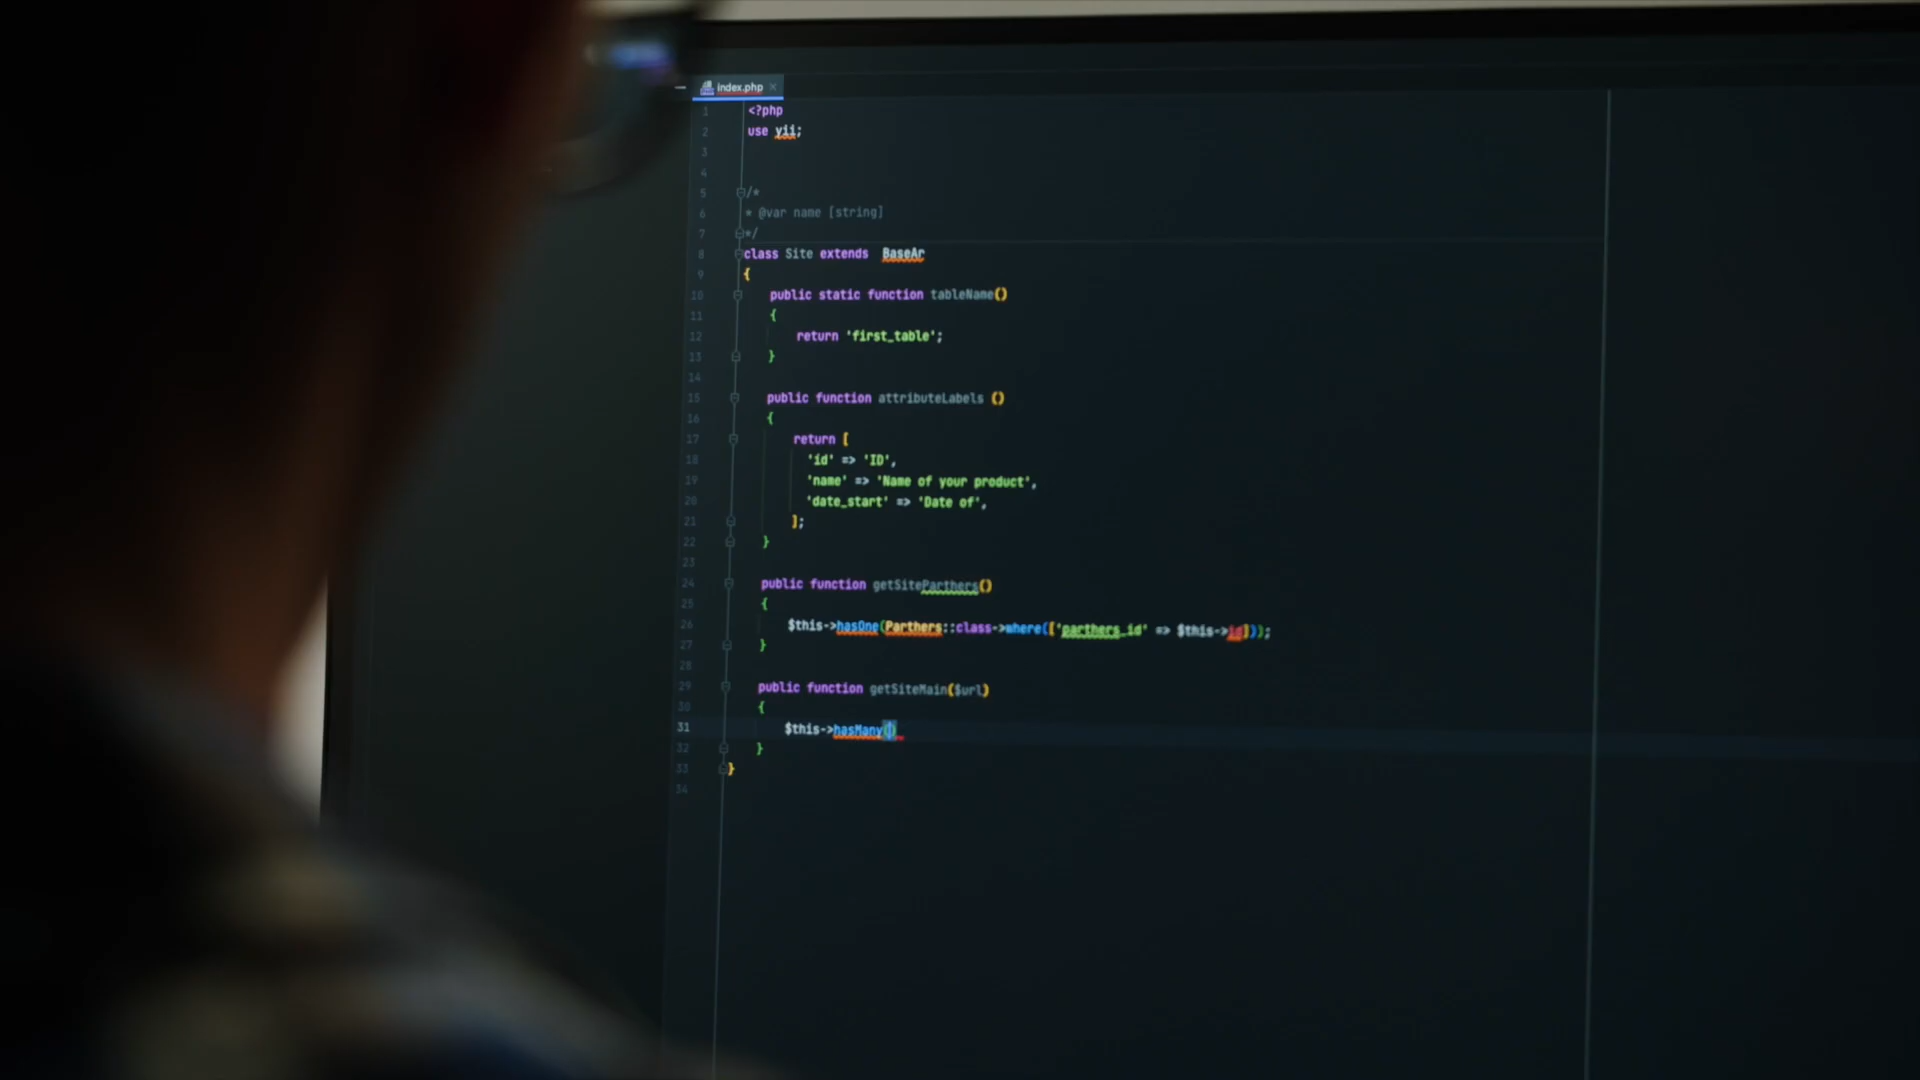 index.php
1 <?php
2 use yii;
3
4
5 /*
6 * @var name [string]
7 */
8 class Site extends BaseAr
9 {
10 public static function tableName()
11 {
12 return 'first_table';
13 }
14
15 public function attributeLabels ()
16 {
17 return [
18 'id' => 'ID',
19 'name' => 'Name of your product',
20 'date_start' => 'Date of',
21 ];
22 }
23
24 public function getSiteParthers()
25 {
26 $this->hasOne(Parthers::class->where(['parthers_id' => $this->id]));
27 }
28
29 public function getSiteMain($url)
30 {
31 $this->hasMany()
32 }
33 }
34